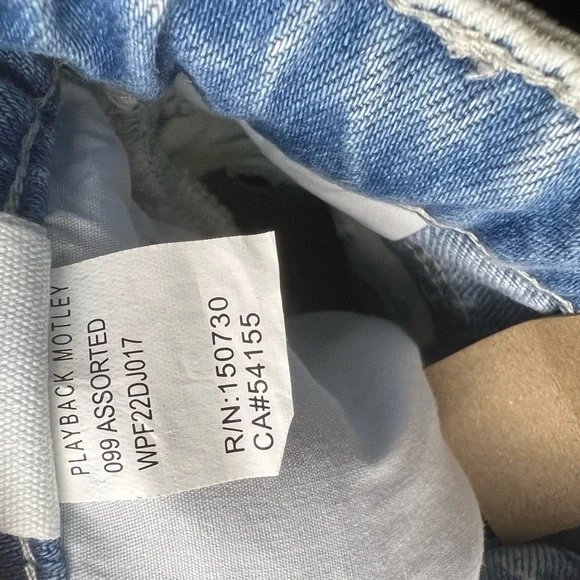 PLAYBACK MOTLEY
099 ASSORTED
WPF22DJ017
R/N:150730
CA#54155